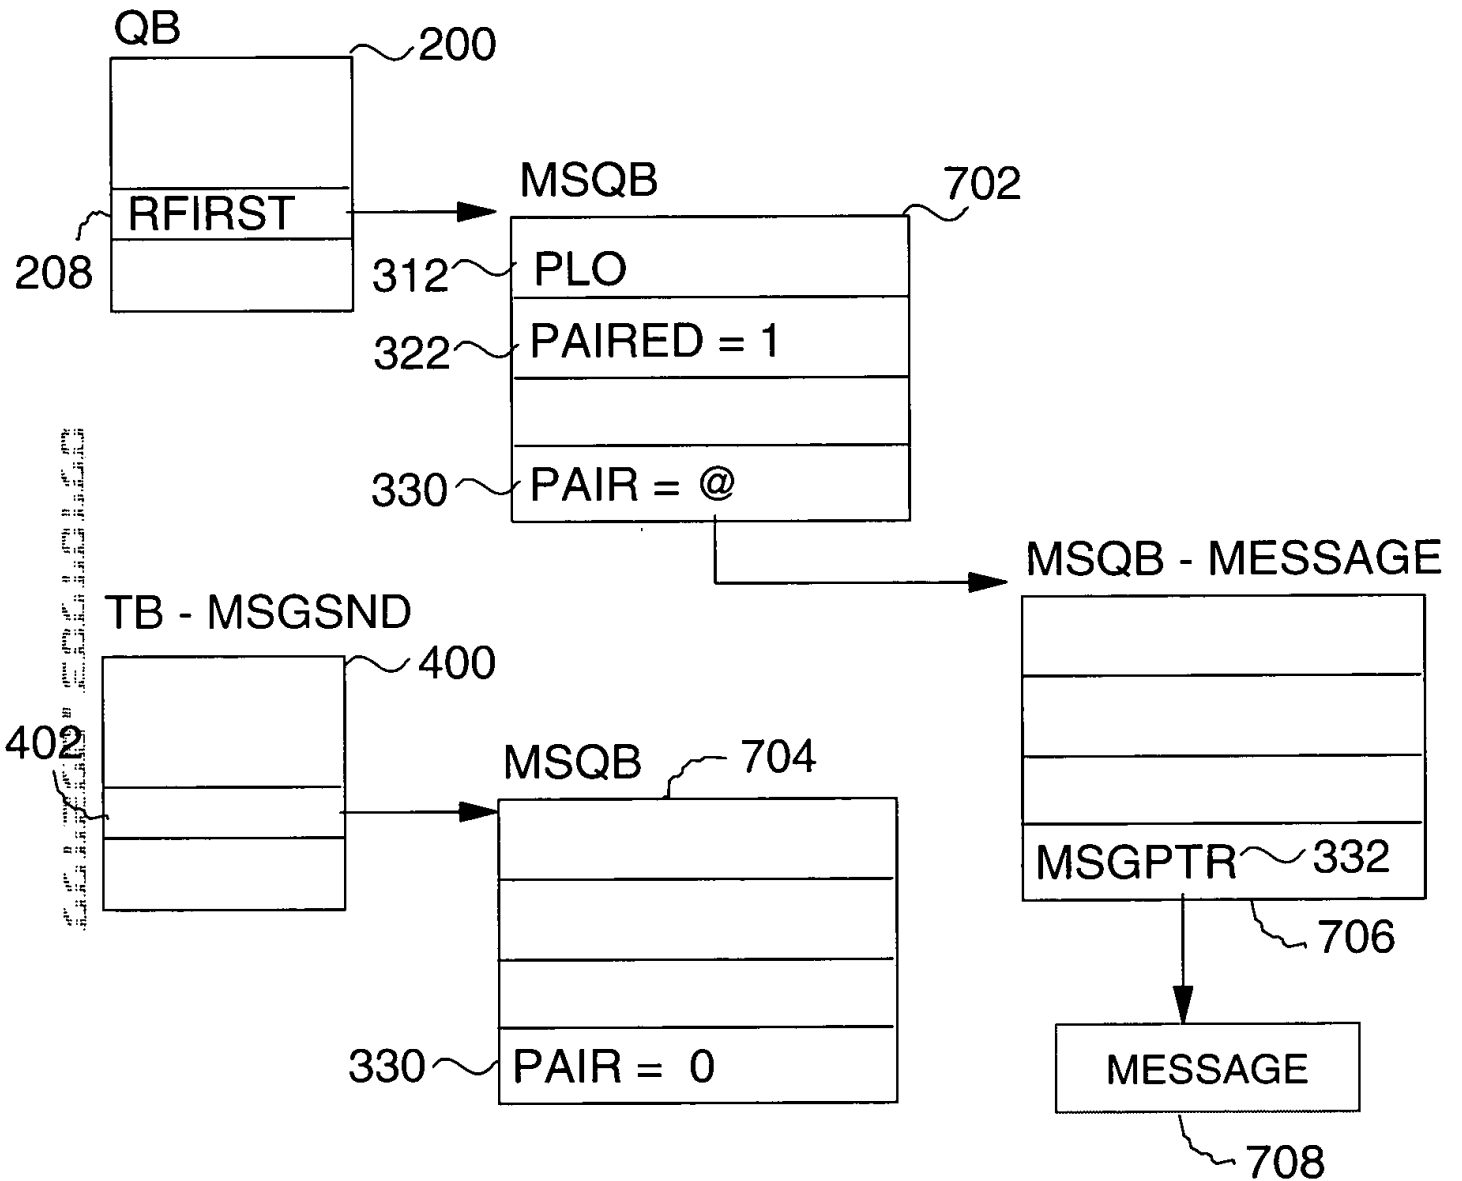 QB
200
RFIRST
208
MSQB
702
312
PLO
322
PAIRED = 1
330
PAIR = @
TB - MSGSND
400
402
MSQB
704
330
PAIR = 0
MSQB - MESSAGE
MSGPTR
332
706
MESSAGE
708